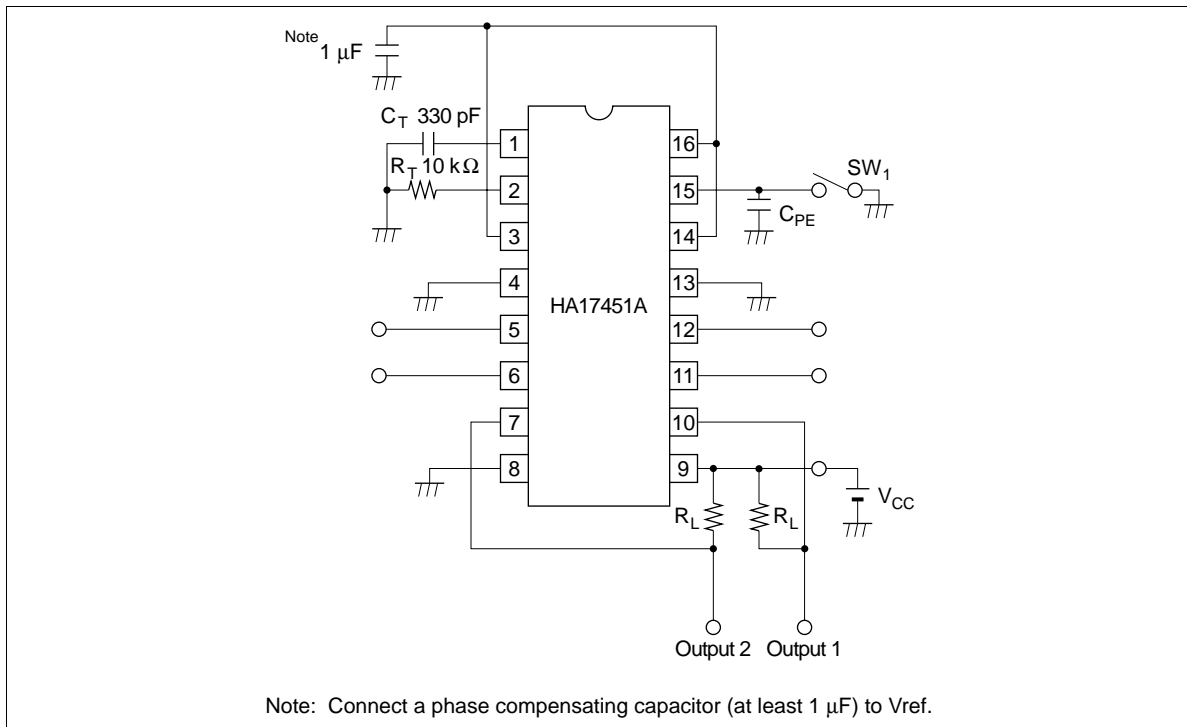 Note 1 μF
C_T 330 pF
R_T 10 kΩ
1
2
3
4
5
6
7
8
HA17451A
16
15
14
13
12
11
10
9
SW₁
C_PE
V_CC
R_L
R_L
Output 2
Output 1
Note: Connect a phase compensating capacitor (at least 1 μF) to Vref.